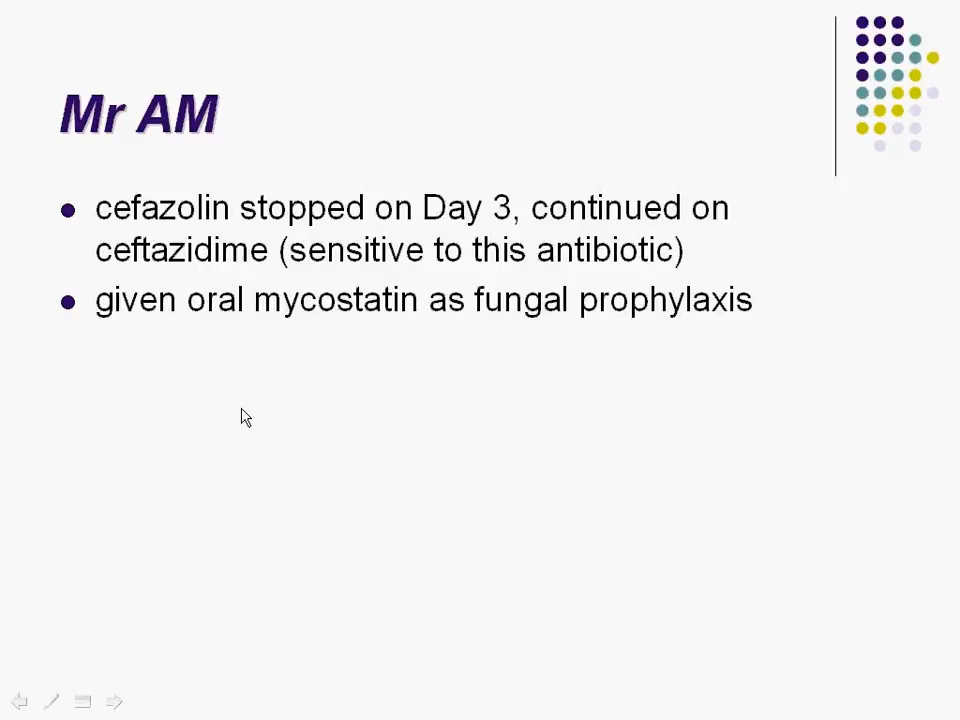 Mr AM
cefazolin stopped on Day 3, continued on
ceftazidime (sensitive to this antibiotic)
given oral mycostatin as fungal prophylaxis